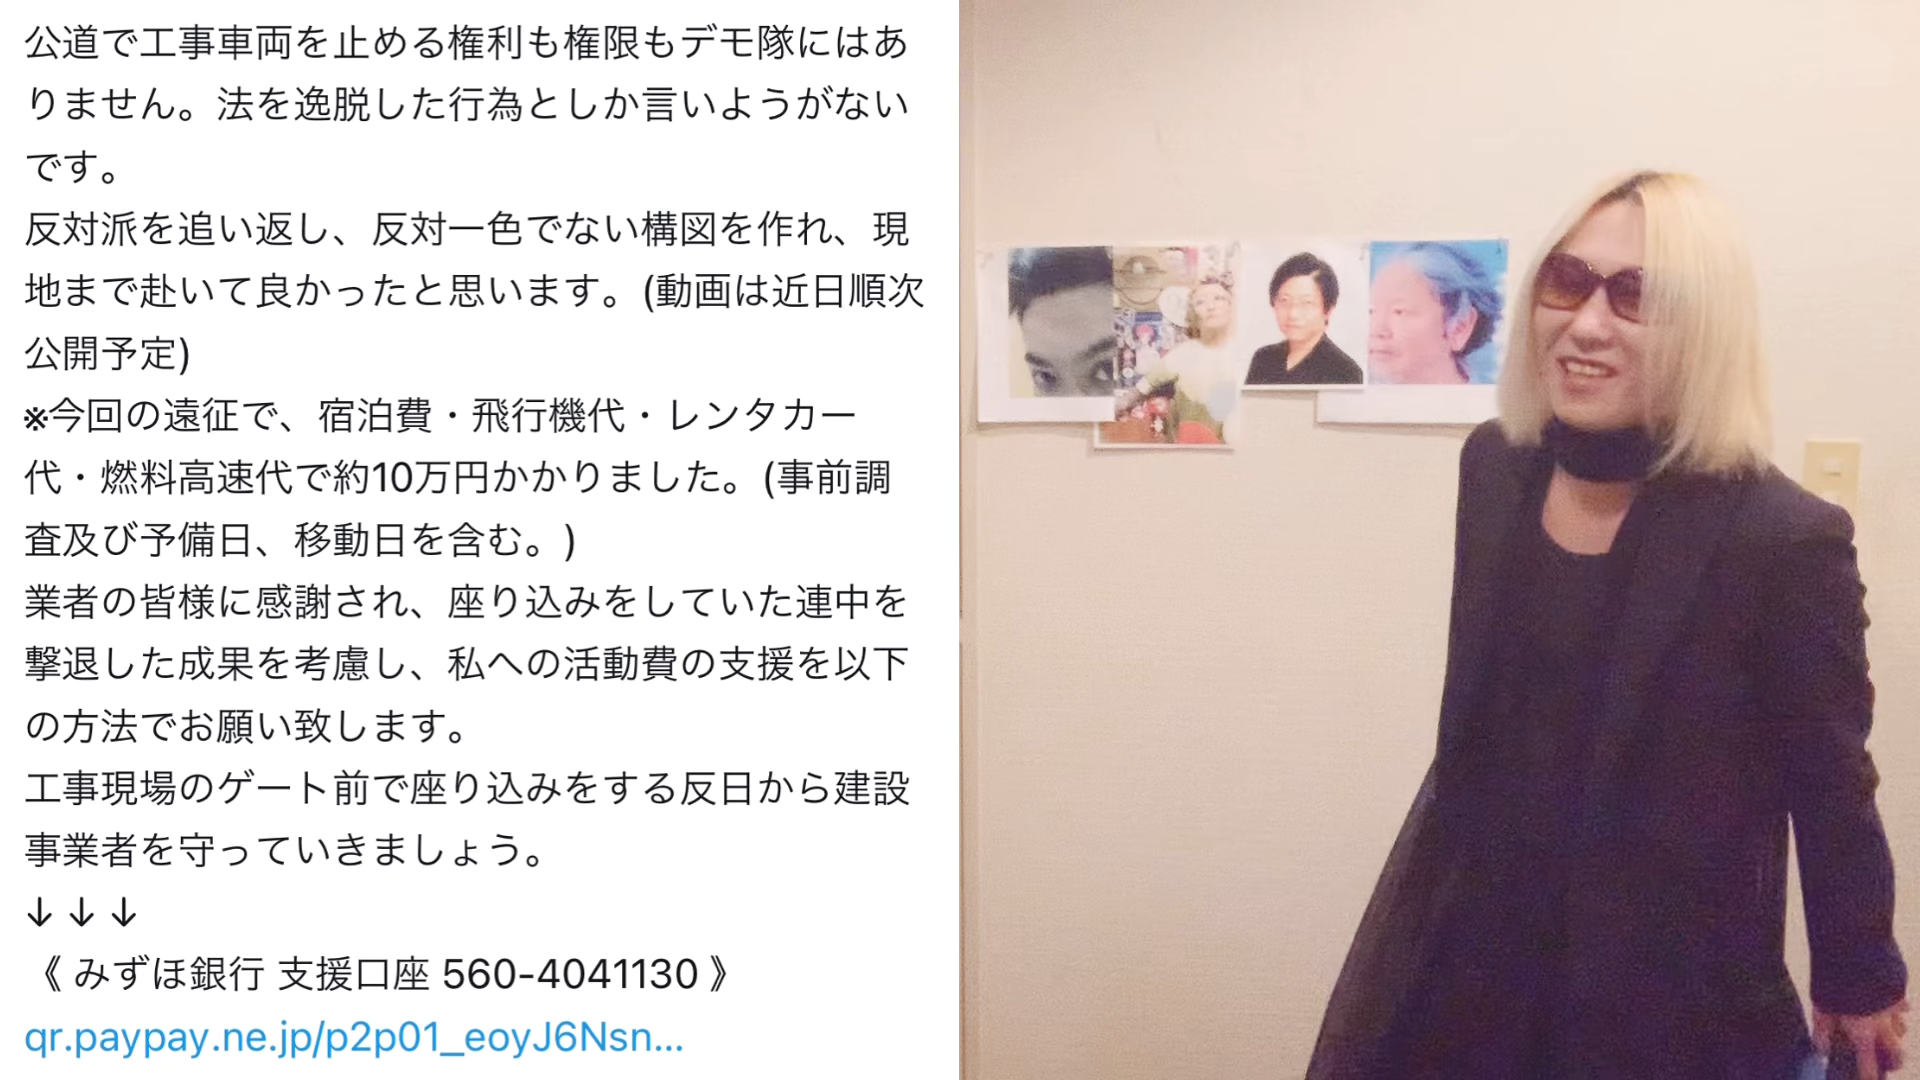 公道で工事車両を止める権利も権限もデモ隊にはあ
りません。法を逸脱した行為としか言いようがない
です。
反対派を追い返し、反対一色でない構図を作れ、現
地まで赴いて良かったと思います。(動画は近日順次
公開予定)
※今回の遠征で、宿泊費・飛行機代・レンタカー
代・燃料高速代で約10万円かかりました。(事前調
査及び予備日、移動日を含む。)
業者の皆様に感謝され、座り込みをしていた連中を
撃退した成果を考慮し、私への活動費の支援を以下
の方法でお願い致します。
工事現場のゲート前で座り込みをする反日から建設
事業者を守っていきましょう。
↓ ↓ ↓
《 みずほ銀行 支援口座 560-4041130 》
qr.paypay.ne.jp/p2p01_eoyJ6Nsn...